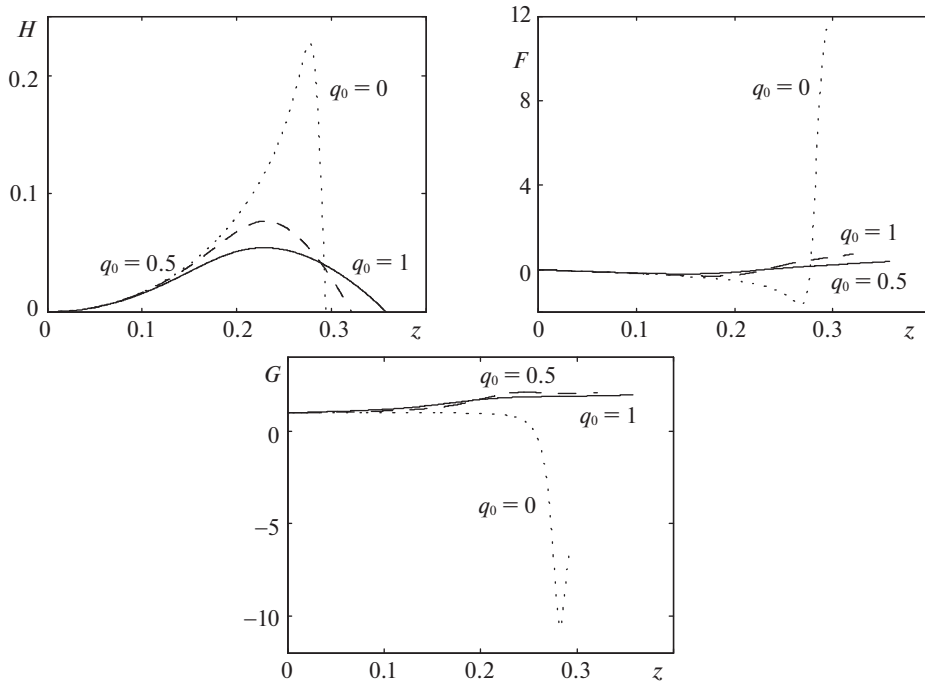 H
0.2
0.1
0
q₀ = 0
q₀ = 0.5
q₀ = 1
0 0.1 0.2 0.3 z
12
F
8
4
0
−2
q₀ = 0
q₀ = 1
q₀ = 0.5
0 0.1 0.2 0.3 z
G
0
−5
−10
q₀ = 0.5
q₀ = 1
q₀ = 0
0 0.1 0.2 0.3 z